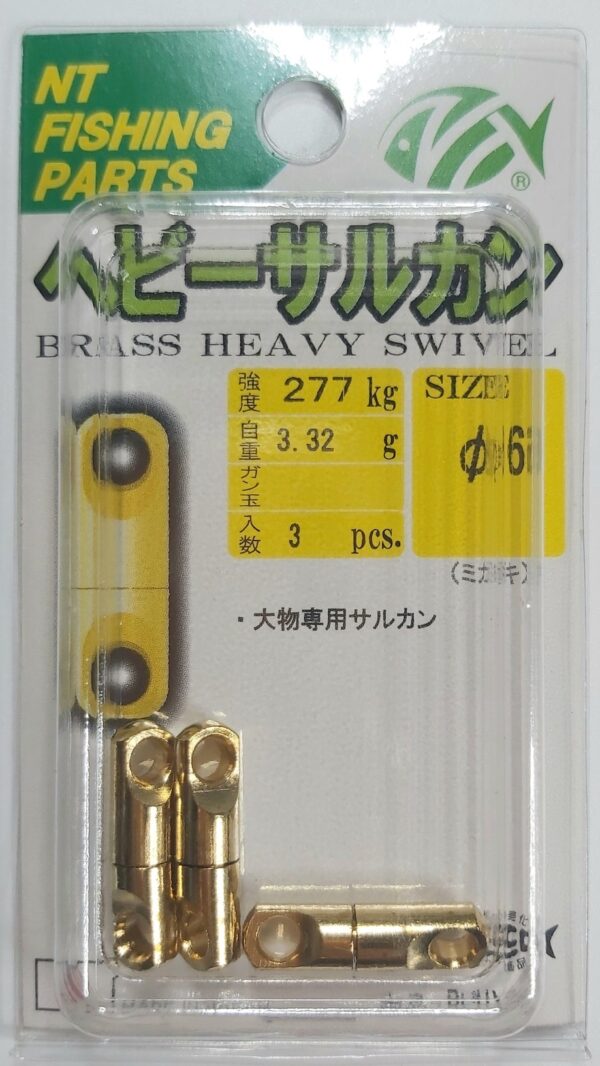 NT
FISHING
PARTS
®
ヘビーサルカン
BRASS HEAVY SWIVEL
強度 277 kg
自重 3.32 g
ガン玉
入数 3 pcs.
SIZE
(ミガキ)
・大物専用サルカン